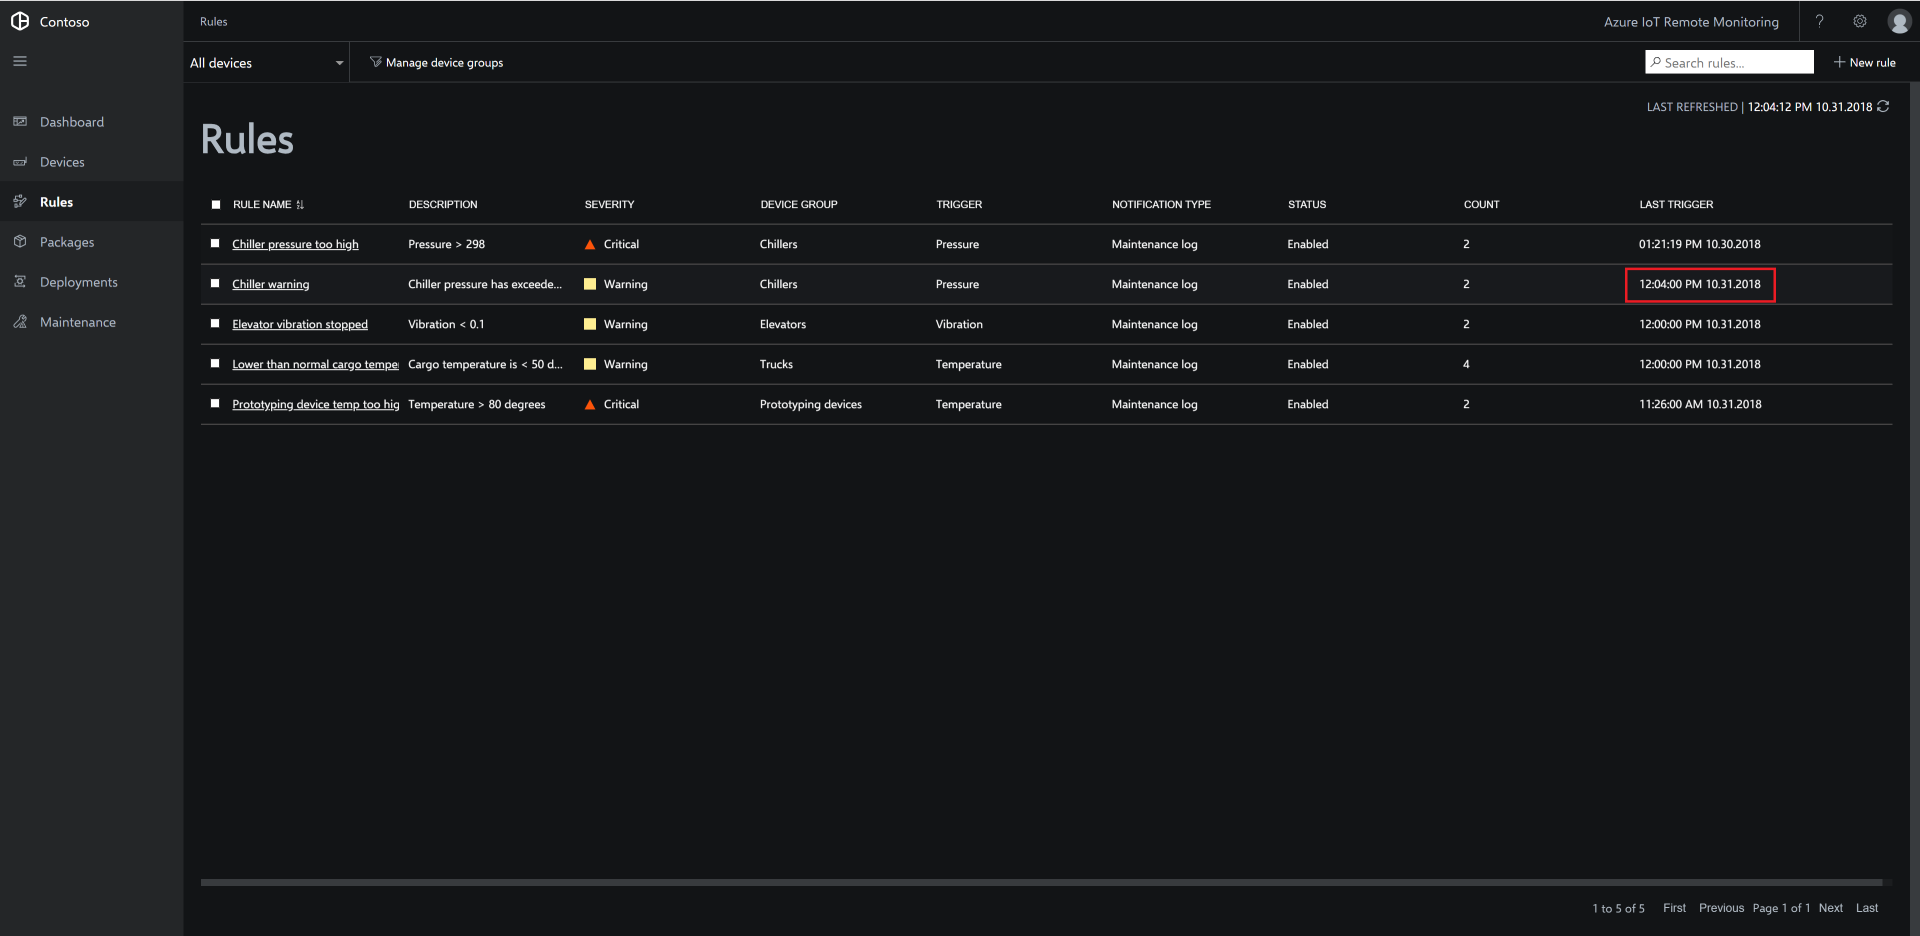 Contoso
Rules
Azure IoT Remote Monitoring
?
All devices
Manage device groups
Search rules...
New rule
Dashboard
Devices
Rules
Packages
Deployments
Maintenance
LAST REFRESHED | 12:04:12 PM 10.31.2018
Rules
RULE NAME DESCRIPTION SEVERITY DEVICE GROUP TRIGGER NOTIFICATION TYPE STATUS COUNT LAST TRIGGER
Chiller pressure too high Pressure > 298 Critical Chillers Pressure Maintenance log Enabled 2 01:21:19 PM 10.30.2018
Chiller warning Chiller pressure has exceede... Warning Chillers Pressure Maintenance log Enabled 2 12:04:00 PM 10.31.2018
Elevator vibration stopped Vibration < 0.1 Warning Elevators Vibration Maintenance log Enabled 2 12:00:00 PM 10.31.2018
Lower than normal cargo tempe Cargo temperature is < 50 d... Warning Trucks Temperature Maintenance log Enabled 4 12:00:00 PM 10.31.2018
Prototyping device temp too hig Temperature > 80 degrees Critical Prototyping devices Temperature Maintenance log Enabled 2 11:26:00 AM 10.31.2018
1 to 5 of 5 First Previous Page 1 of 1 Next Last